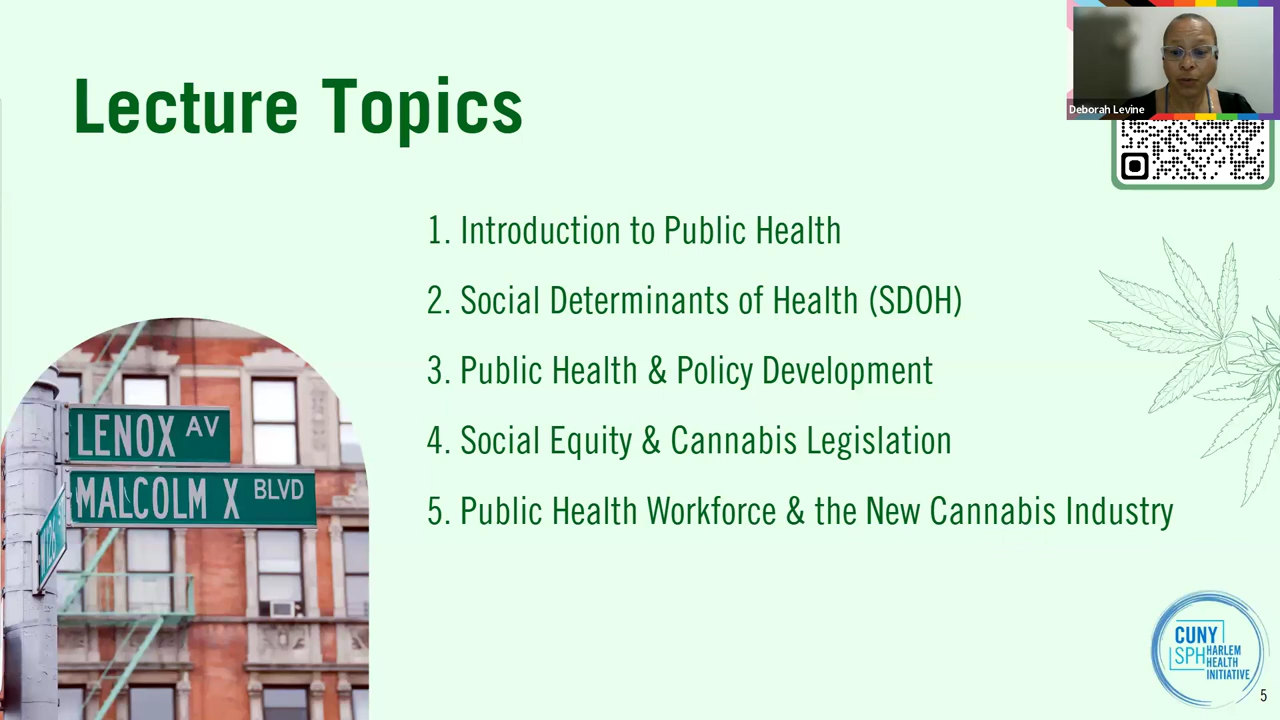 Lecture Topics
Deborah Levine
1. Introduction to Public Health
2. Social Determinants of Health (SDOH)
3. Public Health & Policy Development
4. Social Equity & Cannabis Legislation
5. Public Health Workforce & the New Cannabis Industry
LENOX AV
MALCOLM X BLVD
CUNY
SPH
HARLEM
HEALTH
INITIATIVE
5